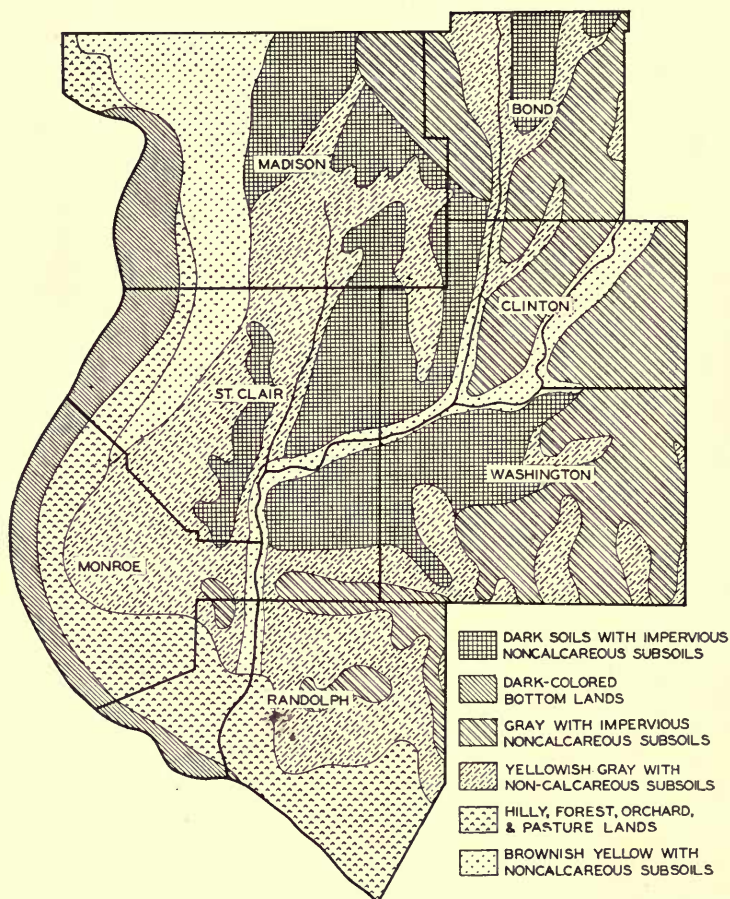 BOND
MADISON
CLINTON
ST. CLAIR
WASHINGTON
MONROE
RANDOLPH
DARK SOILS WITH IMPERVIOUS
NONCALCAREOUS SUBSOILS
DARK-COLORED
BOTTOM LANDS
GRAY WITH IMPERVIOUS
NONCALCAREOUS SUBSOILS
YELLOWISH GRAY WITH
NON-CALCAREOUS SUBSOILS
HILLY, FOREST, ORCHARD,
& PASTURE LANDS
BROWNISH YELLOW WITH
NONCALCAREOUS SUBSOILS